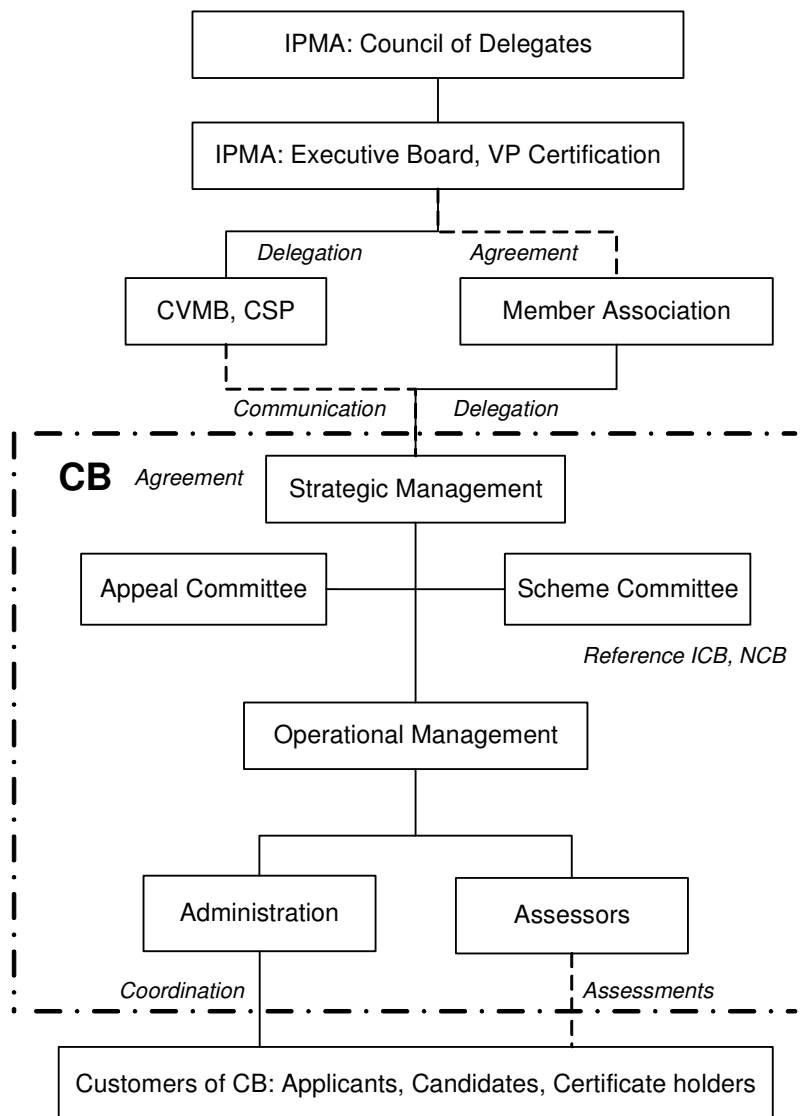 IPMA: Council of Delegates
IPMA: Executive Board, VP Certification
Delegation
Agreement
CVMB, CSP
Member Association
Communication
Delegation
CB
Agreement
Strategic Management
Appeal Committee
Scheme Committee
Reference ICB, NCB
Operational Management
Administration
Assessors
Coordination
Assessments
Customers of CB: Applicants, Candidates, Certificate holders